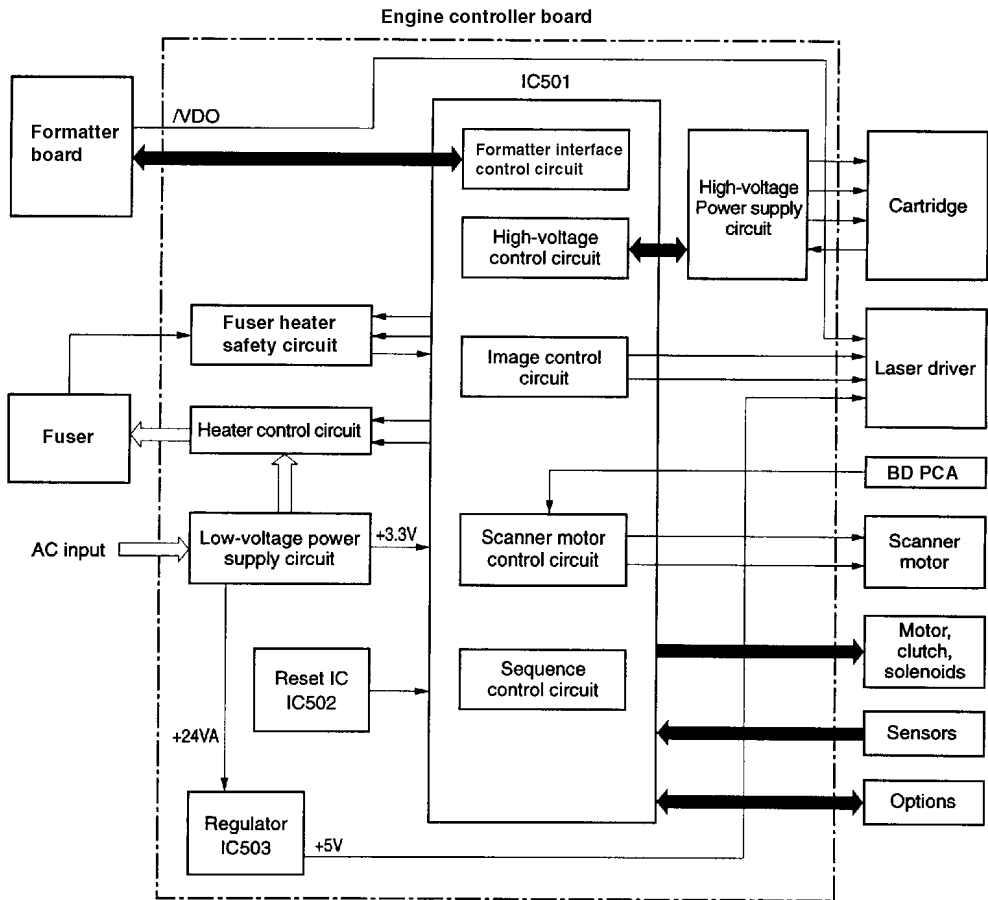 Engine controller board
IC501
/VDO
Formatter
board
Formatter interface
control circuit
High-voltage
Power supply
circuit
Cartridge
High-voltage
control circuit
Fuser heater
safety circuit
Image control
circuit
Laser driver
Fuser
Heater control circuit
BD PCA
AC input
Low-voltage power
supply circuit
+3.3V
Scanner motor
control circuit
Scanner
motor
Motor,
clutch,
solenoids
Reset IC
IC502
Sequence
control circuit
+24VA
Sensors
Options
Regulator
IC503
+5V